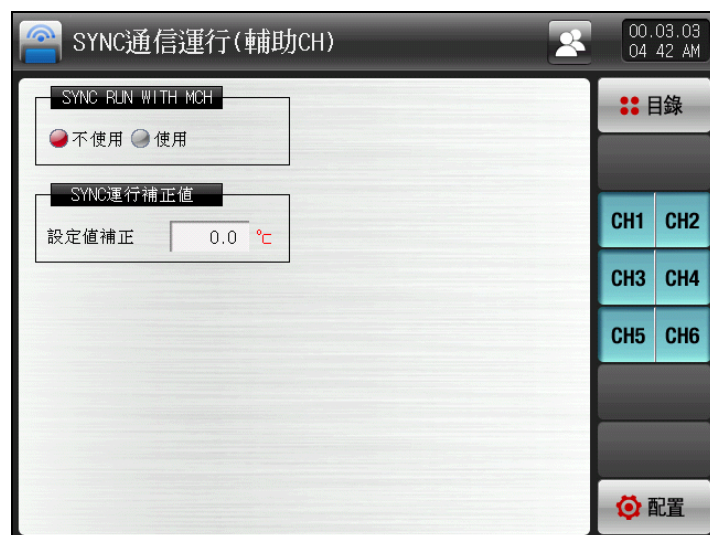 SYNC通信運行(輔助CH)
00.03.03
04 42 AM
SYNC RUN WITH MCH
不使用 使用
SYNC運行補正値
設定値補正 0.0 ℃
目錄
CH1 CH2
CH3 CH4
CH5 CH6
配置